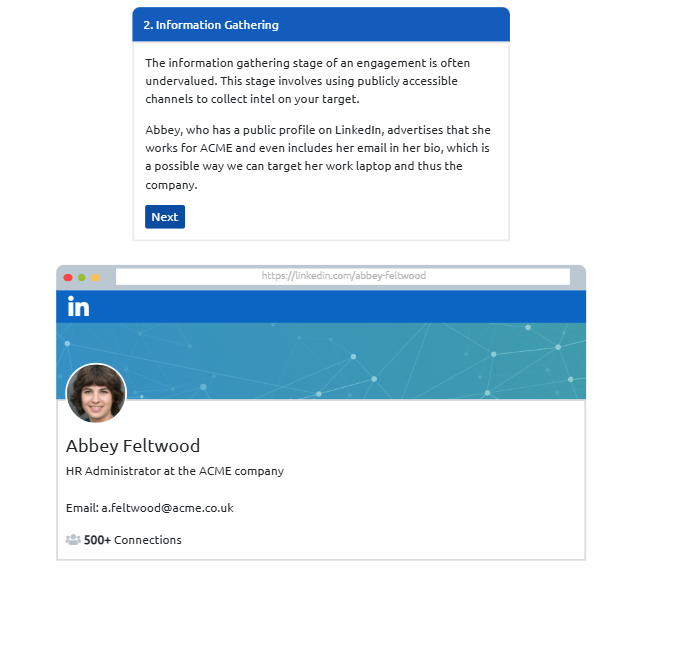 2. Information Gathering
The information gathering stage of an engagement is often
undervalued. This stage involves using publicly accessible
channels to collect intel on your target.
Abbey, who has a public profile on LinkedIn, advertises that she
works for ACME and even includes her email in her bio, which is
a possible way we can target her work laptop and thus the
company.
Next
https://linkedin.com/abbey-feltwood
in
Abbey Feltwood
HR Administrator at the ACME company
Email: a.feltwood@acme.co.uk
500+ Connections